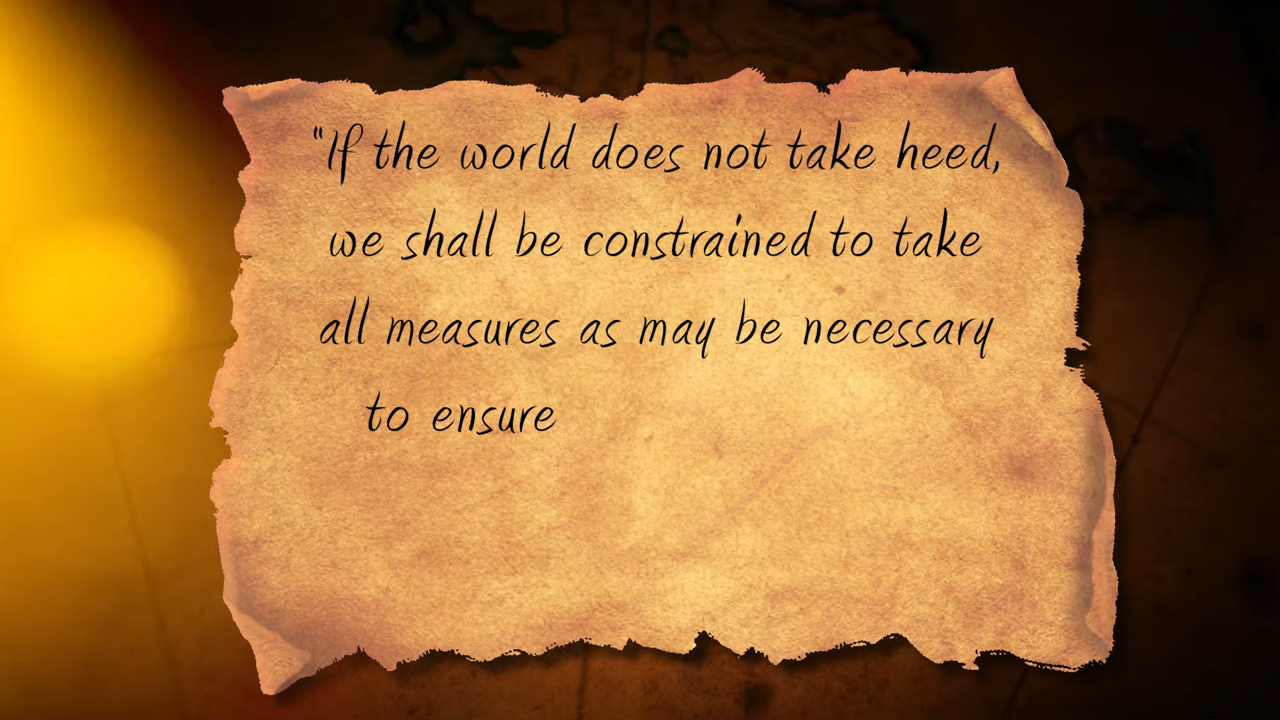 "If the world does not take heed,
we shall be constrained to take
all measures as may be necessary
to ensure